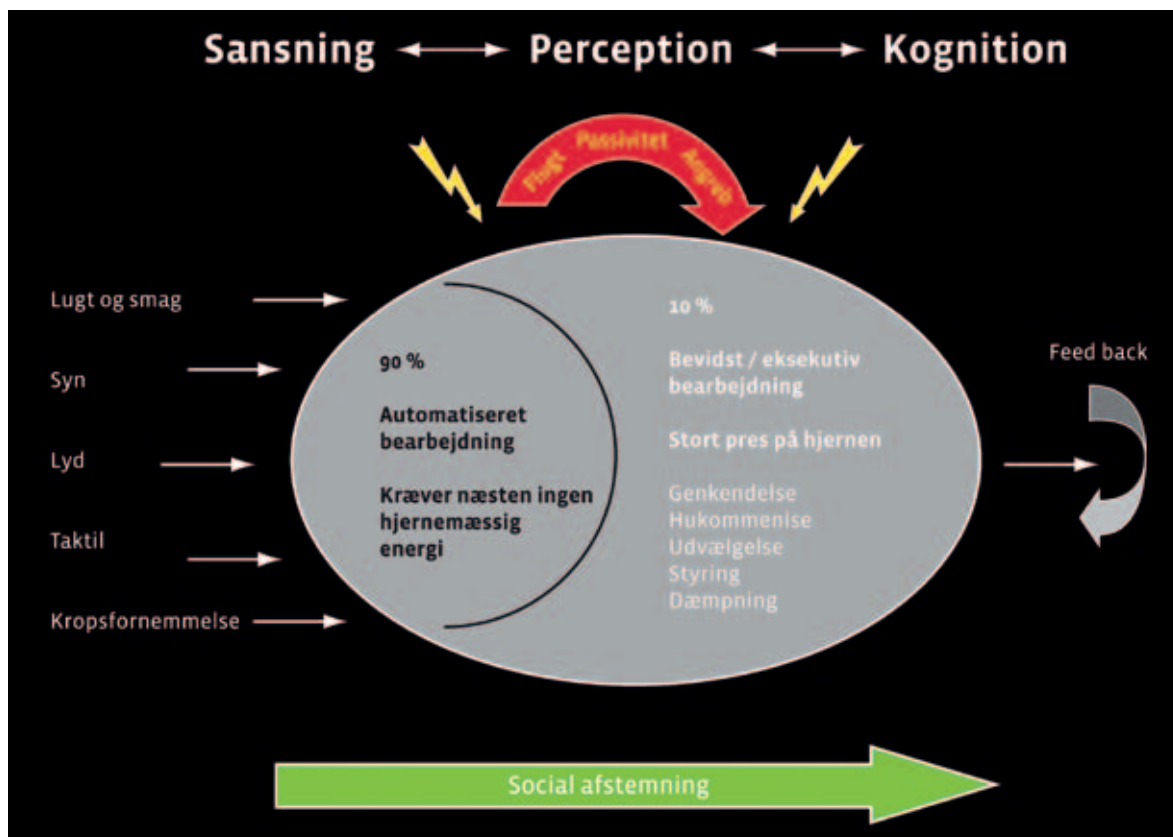 Sansning Perception Kognition
Flugt Passivitet Angreb
Lugt og smag
Syn
Lyd
Taktil
Kropsfornemmelse
90 %
Automatiseret
bearbejdning
Kræver næsten ingen
hjernemæssig
energi
10 %
Bevidst / eksekutiv
bearbejdning
Stort pres på hjernen
Genkendelse
Hukommenlse
Udvælgelse
Styring
Dæmpning
Feed back
Social afstemning